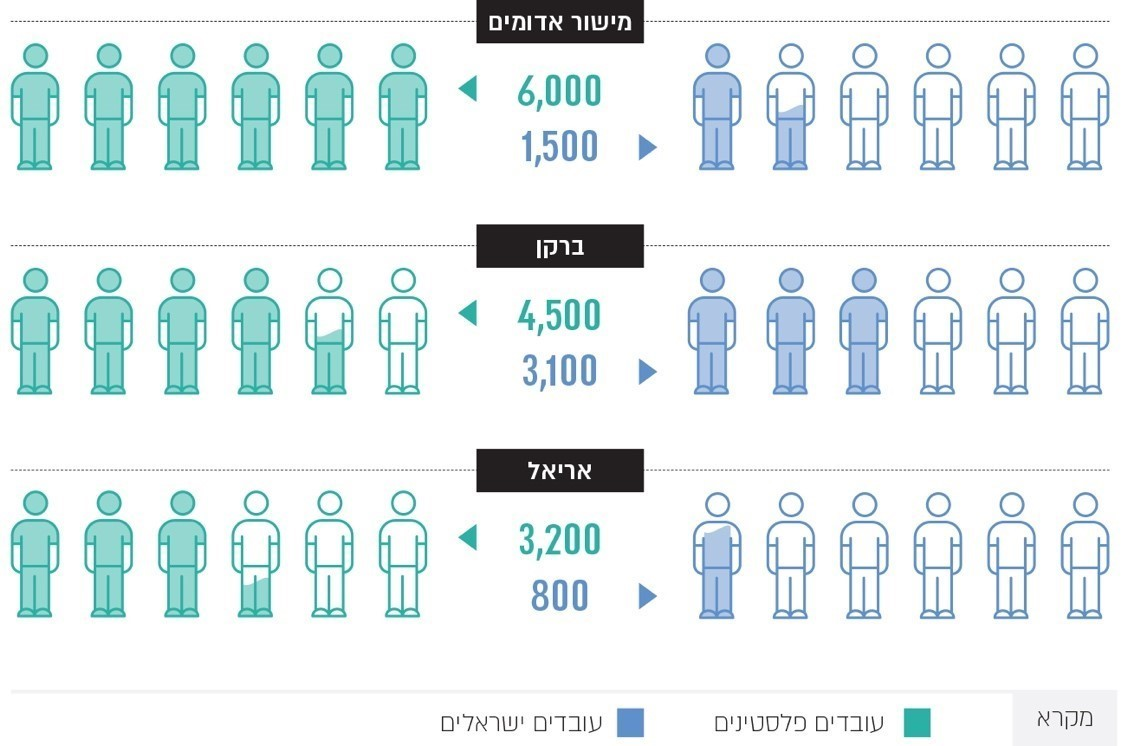 מישור אדומים
6,000
1,500
ברקן
4,500
3,100
אריאל
3,200
800
מקרא
עובדים פלסטינים
עובדים ישראלים